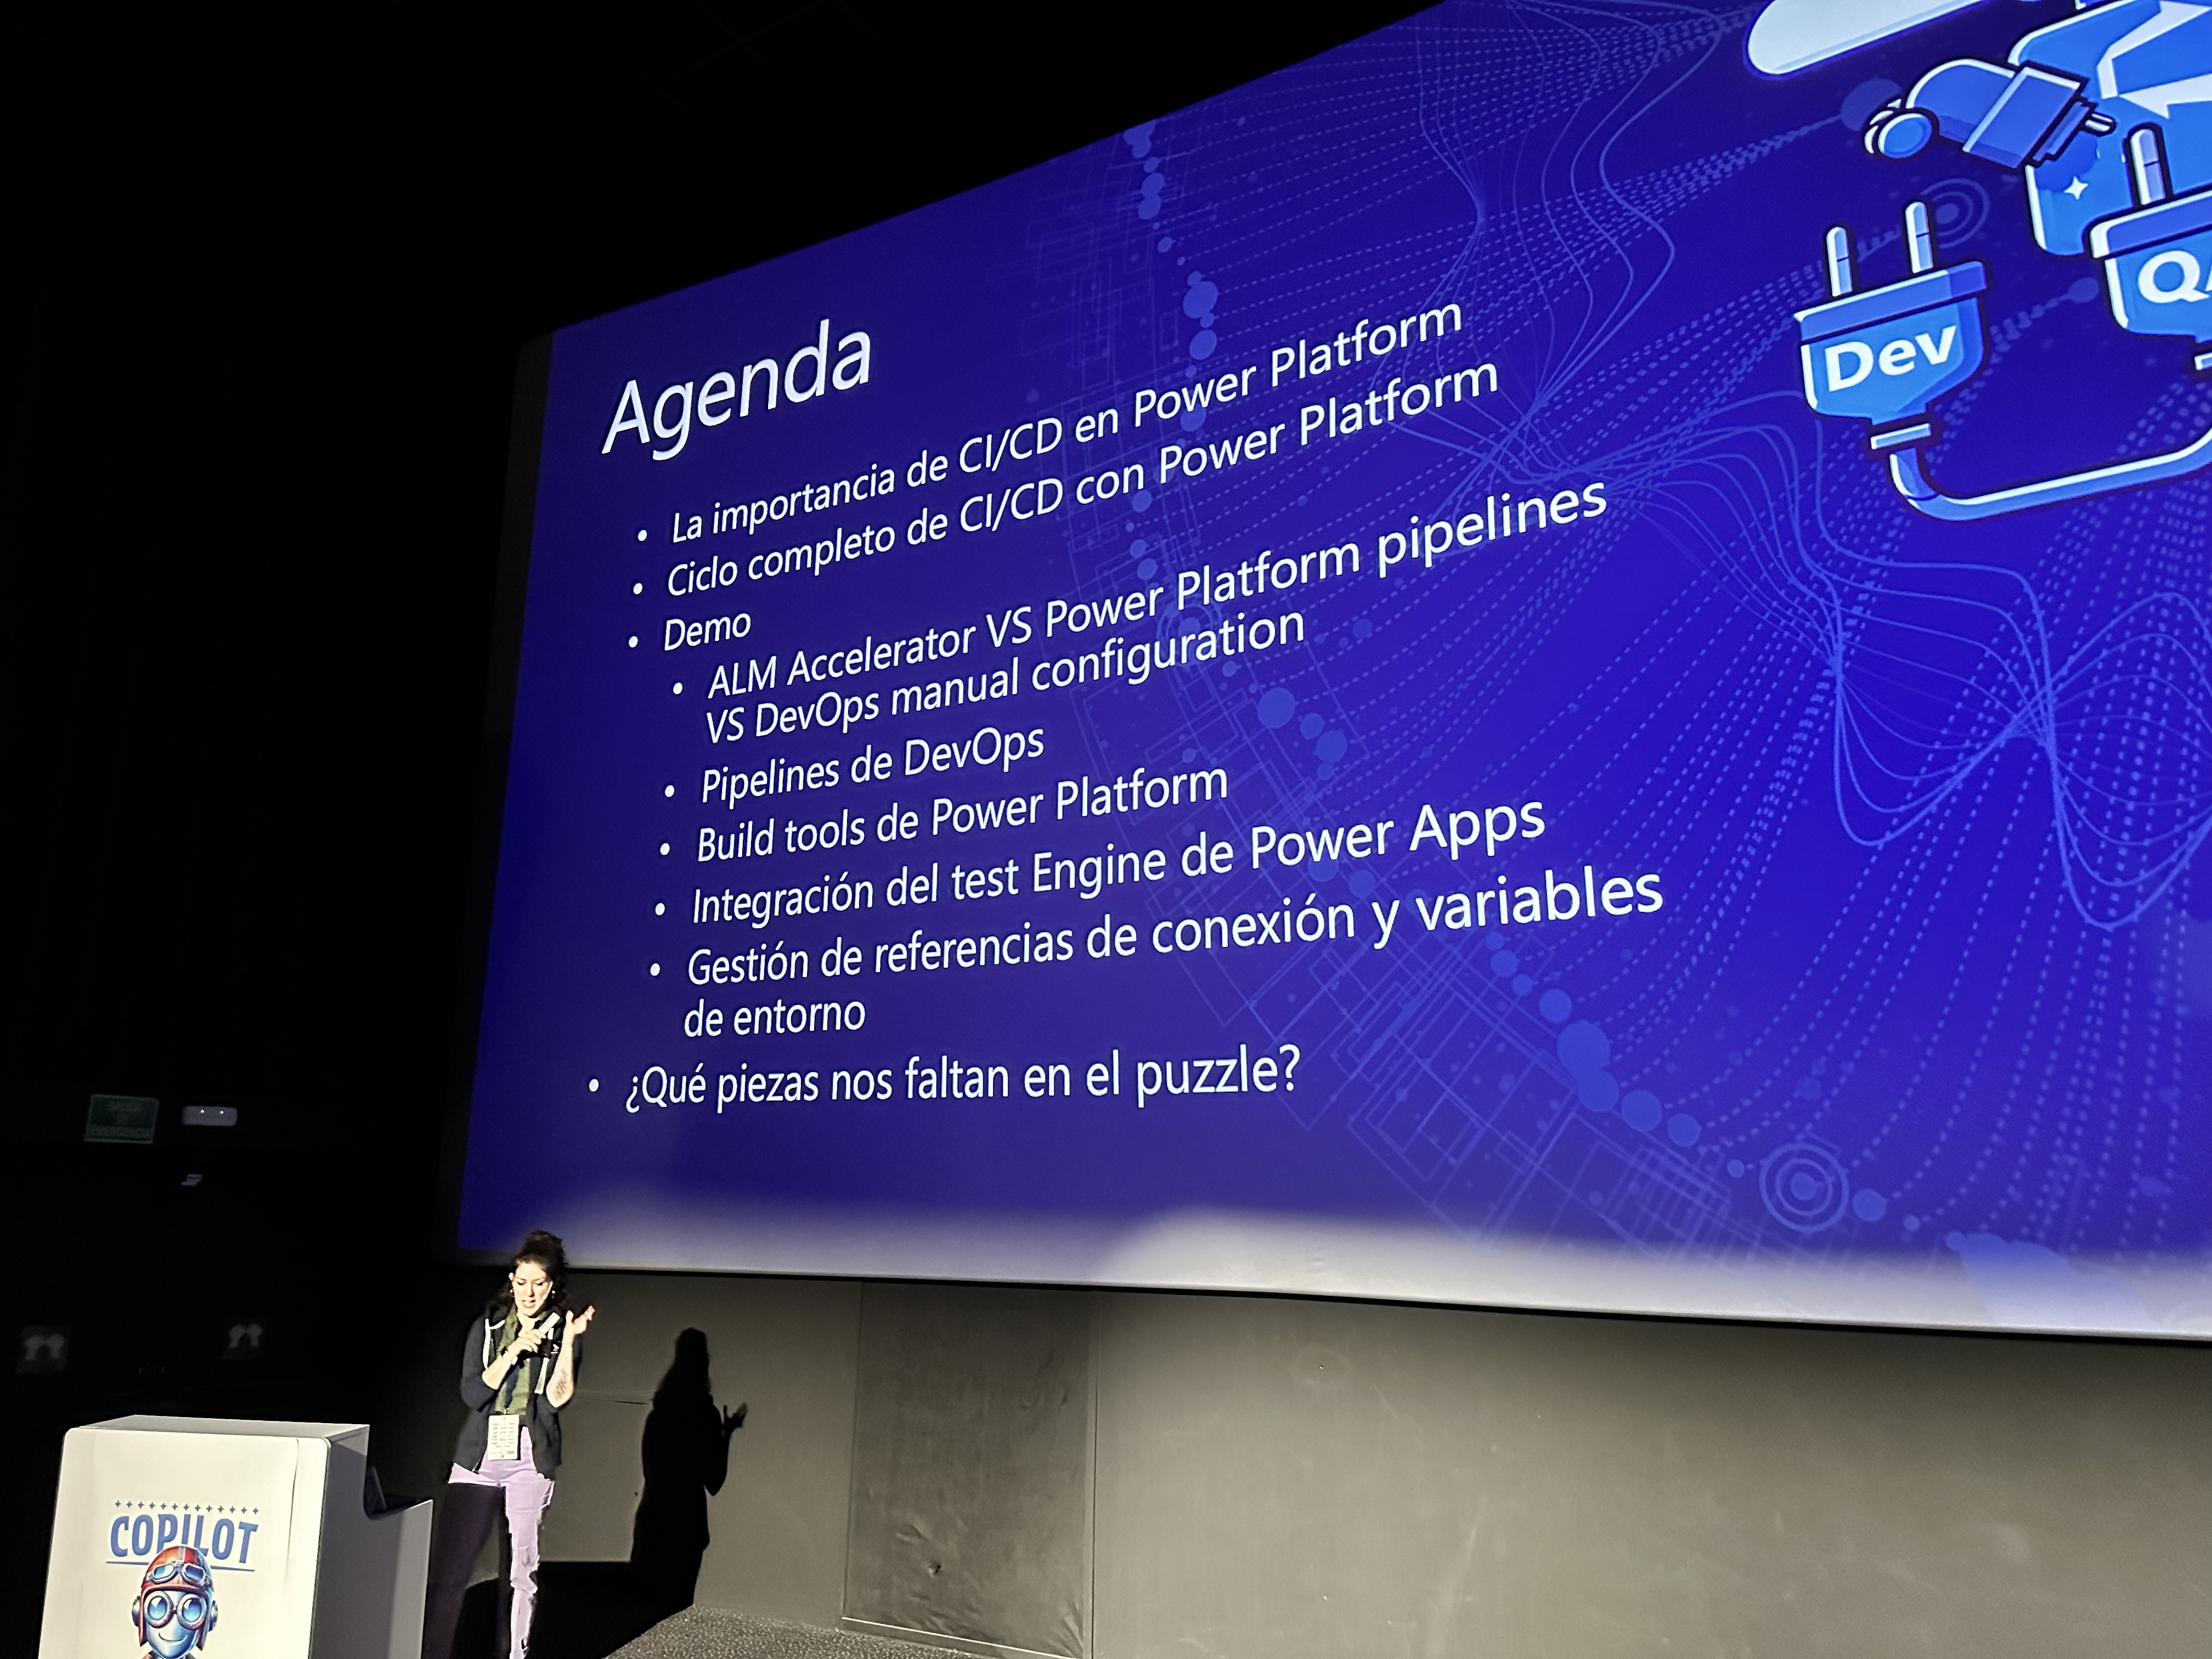 Agenda
• La importancia de CI/CD en Power Platform
• Ciclo completo de CI/CD con Power Platform
• Demo
• ALM Accelerator VS Power Platform pipelines
VS DevOps manual configuration
• Pipelines de DevOps
• Build tools de Power Platform
• Integración del test Engine de Power Apps
• Gestión de referencias de conexión y variables
de entorno
• ¿Qué piezas nos faltan en el puzzle?
Dev
SALIDA
DE
EMERGENCIA
COPILOT